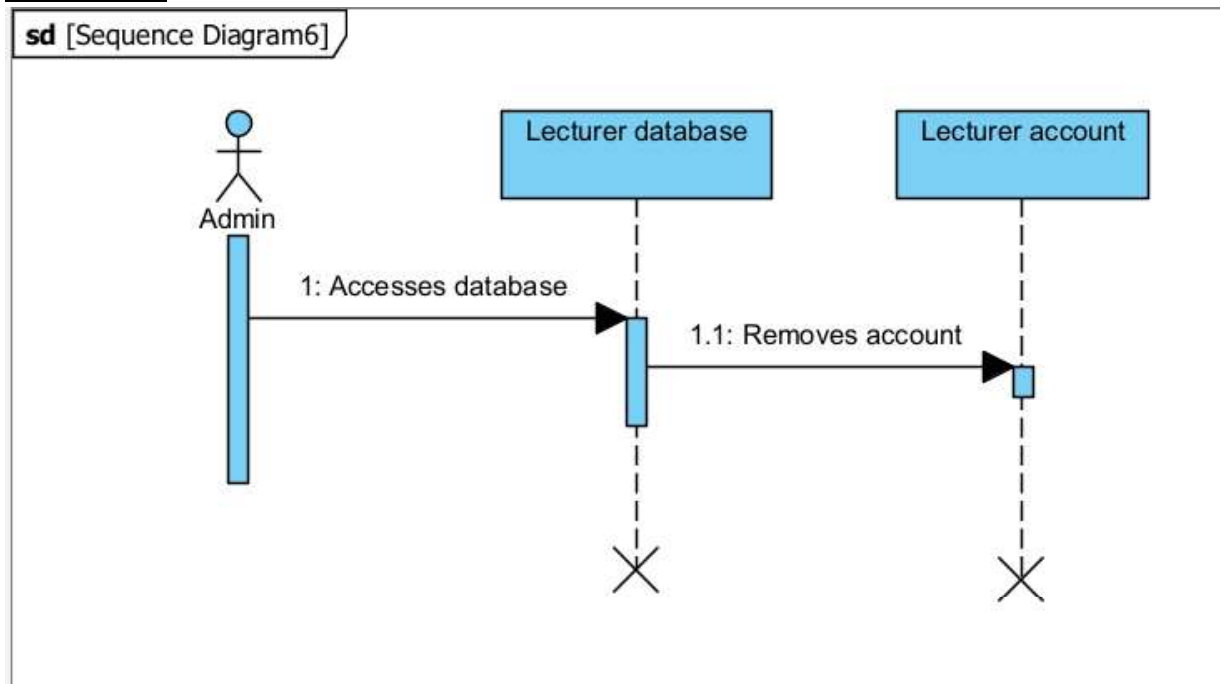 sd [Sequence Diagram6]
Lecturer database
Lecturer account
Admin
1: Accesses database
1.1: Removes account